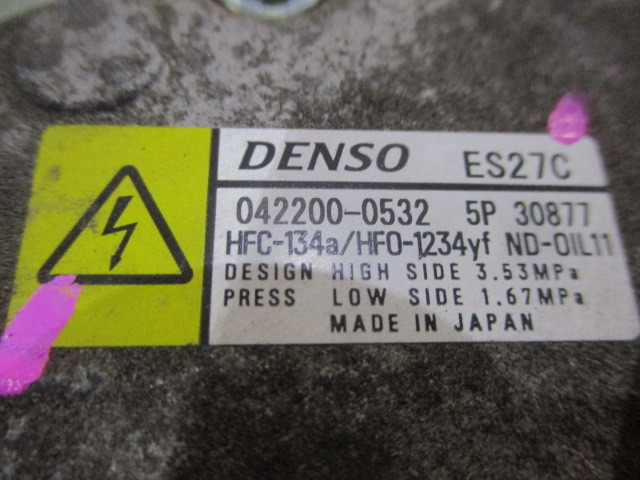 DENSO ES27C
042200-0532 5P 30877
HFC-134a/HFO-1234yf ND-OIL11
DESIGN HIGH SIDE 3.53MPa
PRESS LOW SIDE 1.67MPa
MADE IN JAPAN